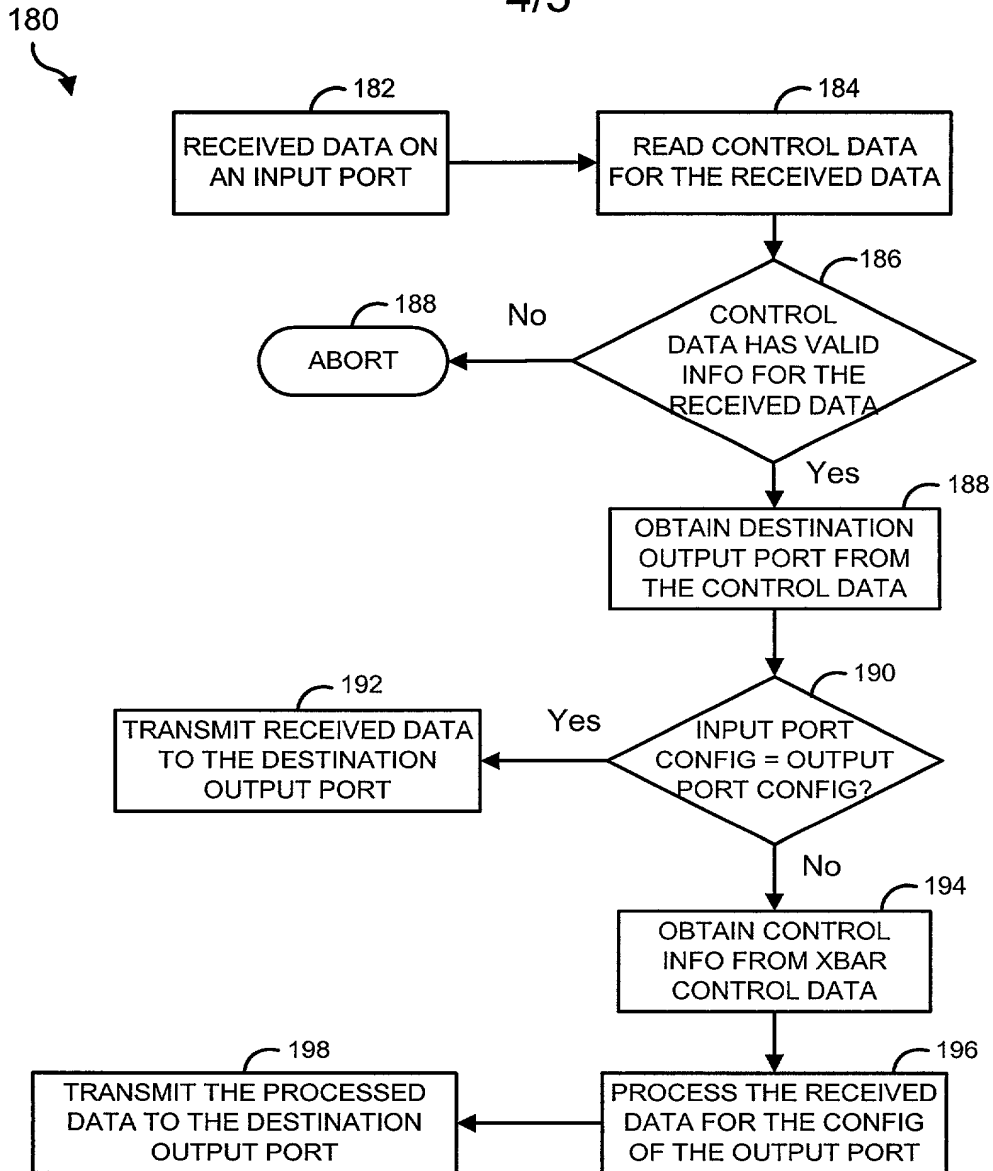 4/5
180
182
RECEIVED DATA ON
AN INPUT PORT
184
READ CONTROL DATA
FOR THE RECEIVED DATA
186
CONTROL
DATA HAS VALID
INFO FOR THE
RECEIVED DATA
No
188
ABORT
Yes
188
OBTAIN DESTINATION
OUTPUT PORT FROM
THE CONTROL DATA
190
INPUT PORT
CONFIG = OUTPUT
PORT CONFIG?
Yes
192
TRANSMIT RECEIVED DATA
TO THE DESTINATION
OUTPUT PORT
No
194
OBTAIN CONTROL
INFO FROM XBAR
CONTROL DATA
196
PROCESS THE RECEIVED
DATA FOR THE CONFIG
OF THE OUTPUT PORT
198
TRANSMIT THE PROCESSED
DATA TO THE DESTINATION
OUTPUT PORT